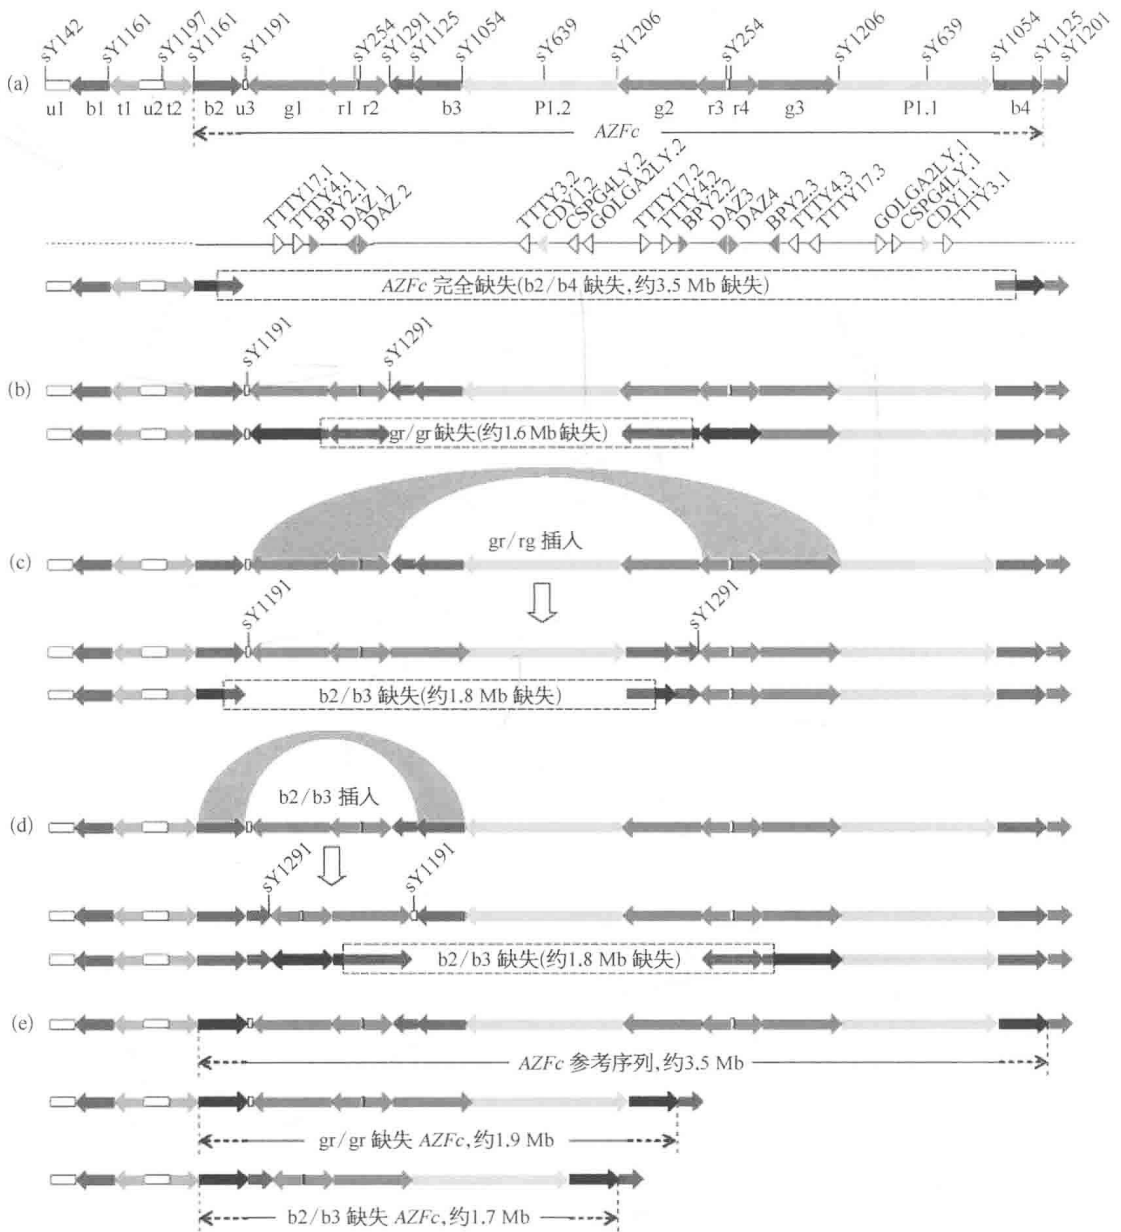 sY142 sY1161 sY1197 sY1161 sY1191 sY254 sY1291 sY1125 sY1054 sY639 sY1206 sY254 sY1206 sY639 sY1054 sY1125 sY1201
(a)
u1 b1 t1 u2 t2 b2 u3 g1 r1 r2 b3 P1.2 g2 r3 r4 g3 P1.1 b4
AZFc
TTTY17.1 TTTY4.1 BPY2.1 DAZ.1 DAZ.2 TTTY3.2 CDY1.2 CSPG4LY.2 GOLGA2LY.2 TTTY17.2 TTTY4.2 BPY2.2 DAZ3 DAZ4 BPY2.3 TTTY4.3 TTTY17.3 GOLGA2LY.1 CSPG4LY.1 CDY1.1 TTTY3.1
AZFc 完全缺失(b2/b4 缺失,约3.5 Mb 缺失)
sY1191 sY1291
(b)
gr/gr 缺失(约1.6 Mb 缺失)
gr/rg 插入
(c)
sY1191 sY1291
b2/b3 缺失(约1.8 Mb 缺失)
b2/b3 插入
(d)
sY1291 sY1191
b2/b3 缺失(约1.8 Mb 缺失)
(e)
AZFc 参考序列,约3.5 Mb
gr/gr 缺失 AZFc,约1.9 Mb
b2/b3 缺失 AZFc,约1.7 Mb